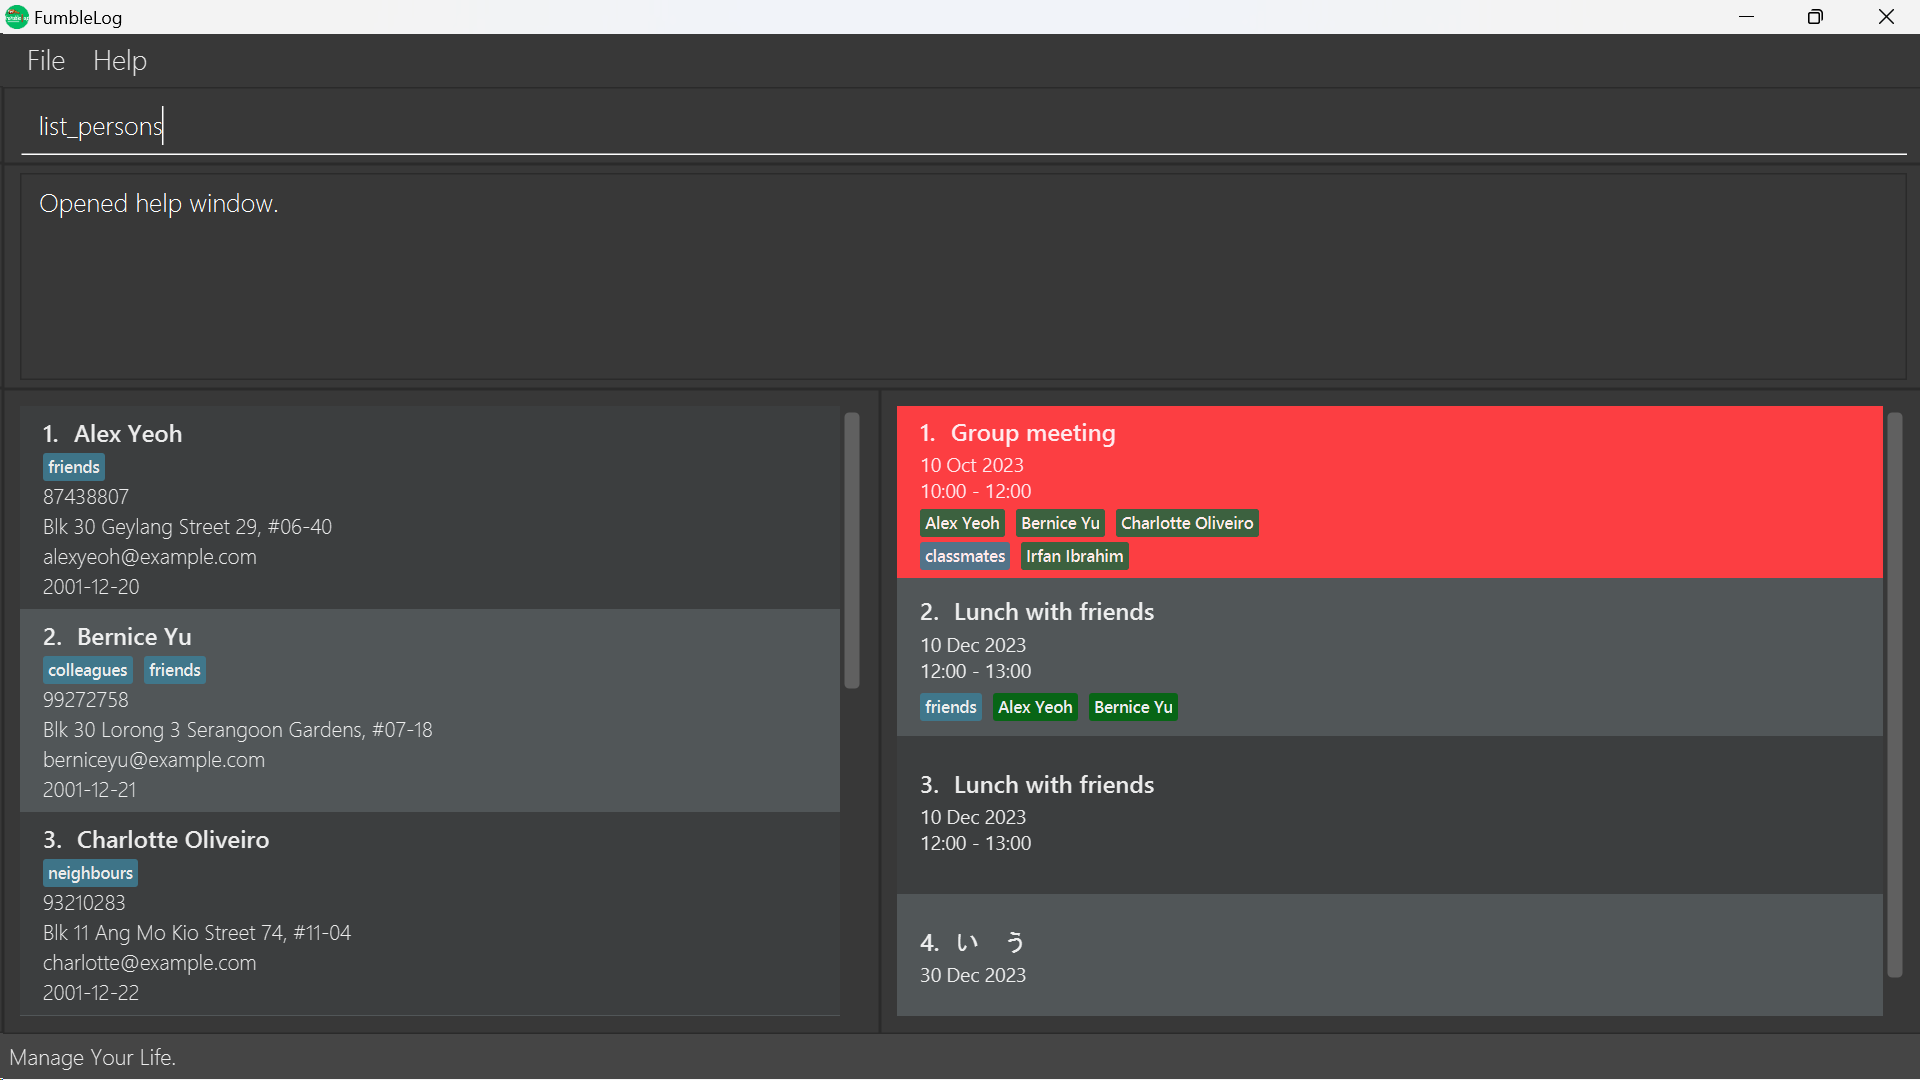 FumbleLog
File Help
list_persons
Opened help window.
1. Alex Yeoh
friends
87438807
Blk 30 Geylang Street 29, #06-40
alexyeoh@example.com
2001-12-20
2. Bernice Yu
colleagues friends
99272758
Blk 30 Lorong 3 Serangoon Gardens, #07-18
berniceyu@example.com
2001-12-21
3. Charlotte Oliveiro
neighbours
93210283
Blk 11 Ang Mo Kio Street 74, #11-04
charlotte@example.com
2001-12-22
1. Group meeting
10 Oct 2023
10:00 - 12:00
Alex Yeoh Bernice Yu Charlotte Oliveiro
classmates Irfan Ibrahim
2. Lunch with friends
10 Dec 2023
12:00 - 13:00
friends Alex Yeoh Bernice Yu
3. Lunch with friends
10 Dec 2023
12:00 - 13:00
4. い う
30 Dec 2023
Manage Your Life.